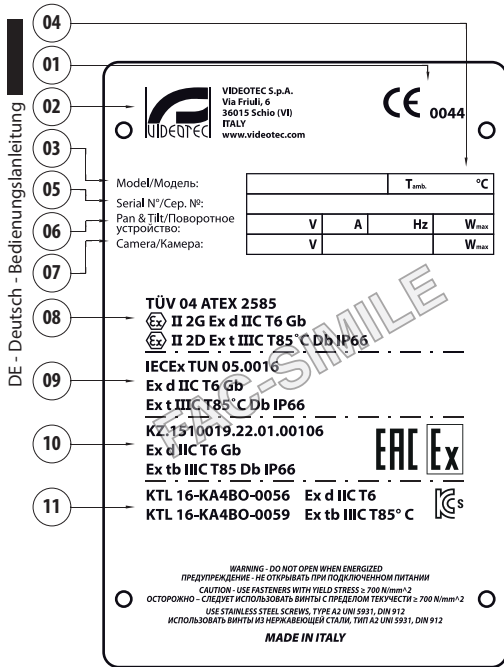 DE - Deutsch - Bedienungslanleitung
04
01
02
03
05
06
07
08
09
10
11
VIDEOTEC
VIDEOTEC S.p.A.
Via Friuli, 6
36015 Schio (VI)
ITALY
www.videotec.com
CE 0044
Model/Модель:
Tamb. °C
Serial N°/Сер. №:
Pan & Tilt/Поворотное
устройство:
V A Hz Wmax
Camera/Камера:
V Wmax
TÜV 04 ATEX 2585
Ex II 2G Ex d IIC T6 Gb
Ex II 2D Ex t IIIC T85°C Db IP66
IECEx TUN 05.0016
Ex d IIC T6 Gb
Ex t IIIC T85°C Db IP66
KZ.1510019.22.01.00106
Ex d IIC T6 Gb
Ex tb IIIC T85 Db IP66
EAC Ex
KTL 16-KA4BO-0056 Ex d IIC T6
KTL 16-KA4BO-0059 Ex tb IIIC T85° C
KCs
FAC-SIMILE
WARNING - DO NOT OPEN WHEN ENERGIZED
ПРЕДУПРЕЖДЕНИЕ - НЕ ОТКРЫВАТЬ ПРИ ПОДКЛЮЧЕННОМ ПИТАНИИ
CAUTION - USE FASTENERS WITH YIELD STRESS ≥ 700 N/mm^2
ОСТОРОЖНО – СЛЕДУЕТ ИСПОЛЬЗОВАТЬ ВИНТЫ С ПРЕДЕЛОМ ТЕКУЧЕСТИ ≥ 700 N/mm^2
USE STAINLESS STEEL SCREWS, TYPE A2 UNI 5931, DIN 912
ИСПОЛЬЗОВАТЬ ВИНТЫ ИЗ НЕРЖАВЕЮЩЕЙ СТАЛИ, ТИП A2 UNI 5931, DIN 912
MADE IN ITALY